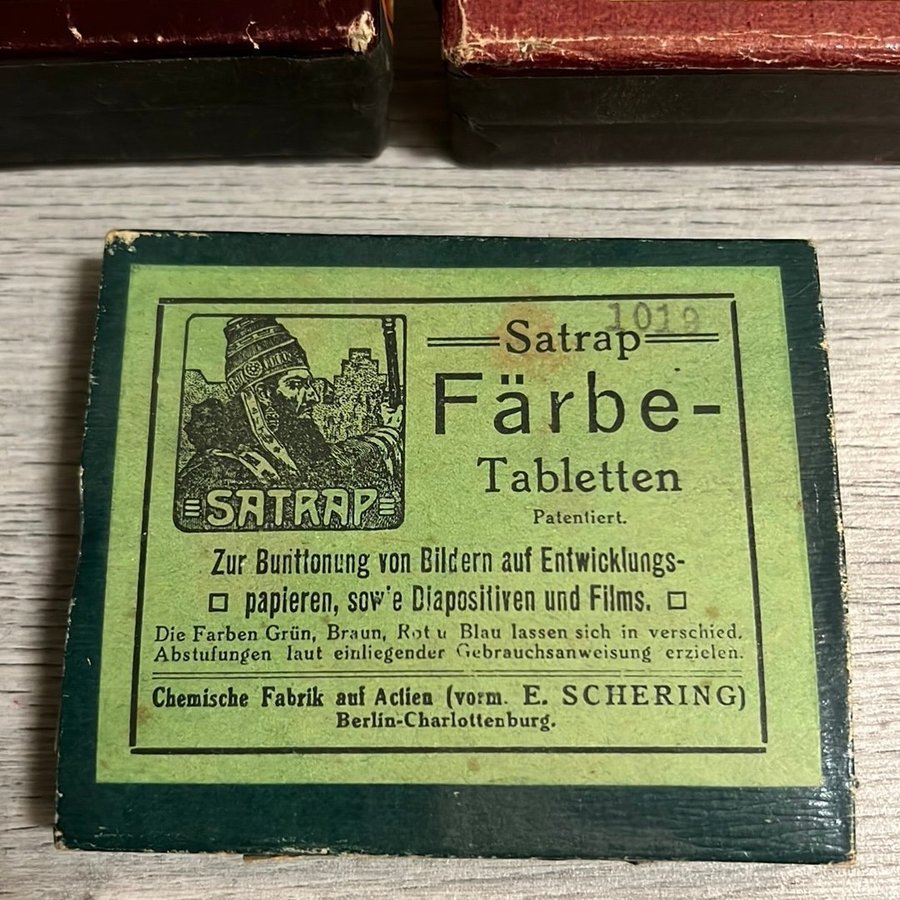 1019
Satrap
Färbe-
Tabletten
Patentiert.
SATRAP
Zur Bunttonung von Bildern auf Entwicklungs-
papieren, sowie Diapositiven und Films.
Die Farben Grün, Braun, Rot u Blau lassen sich in verschied.
Abstufungen laut einliegender Gebrauchsanweisung erzielen.
Chemische Fabrik auf Actien (vorm. E. SCHERING)
Berlin-Charlottenburg.